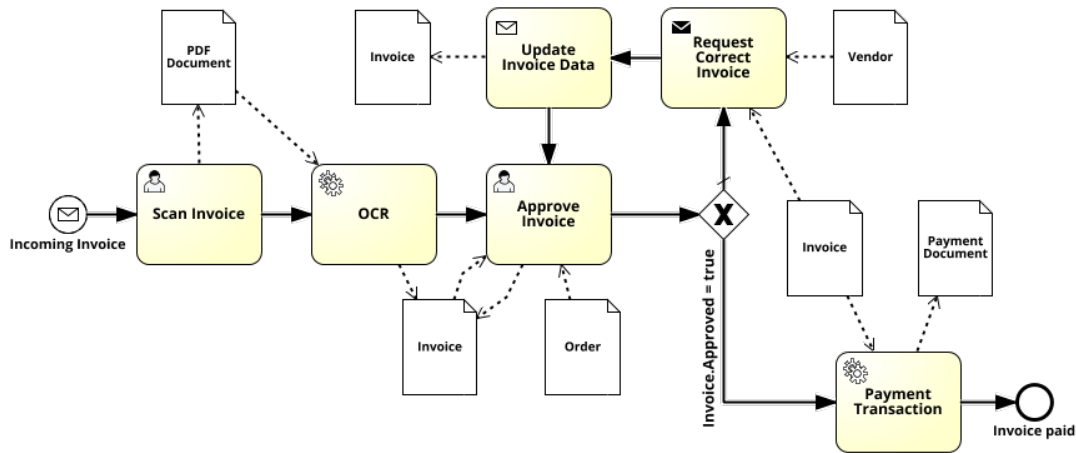 PDF
Document
Invoice
Update
Invoice Data
Request
Correct
Invoice
Vendor
Incoming Invoice
Scan Invoice
OCR
Approve
Invoice
X
Invoice
Payment
Document
Invoice.Approved = true
Invoice
Order
Payment
Transaction
Invoice paid